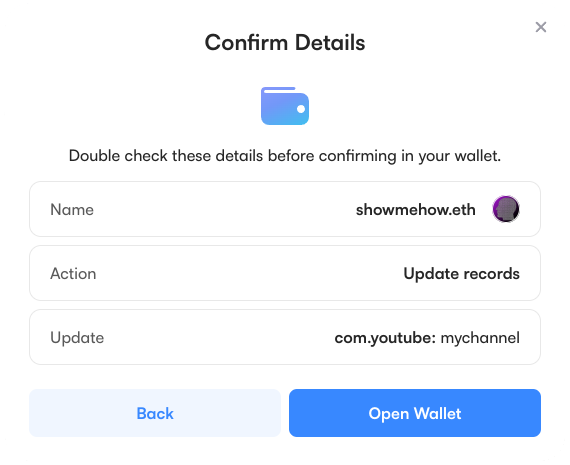 Confirm Details
Double check these details before confirming in your wallet.
Name showmehow.eth
Action Update records
Update com.youtube: mychannel
Back Open Wallet